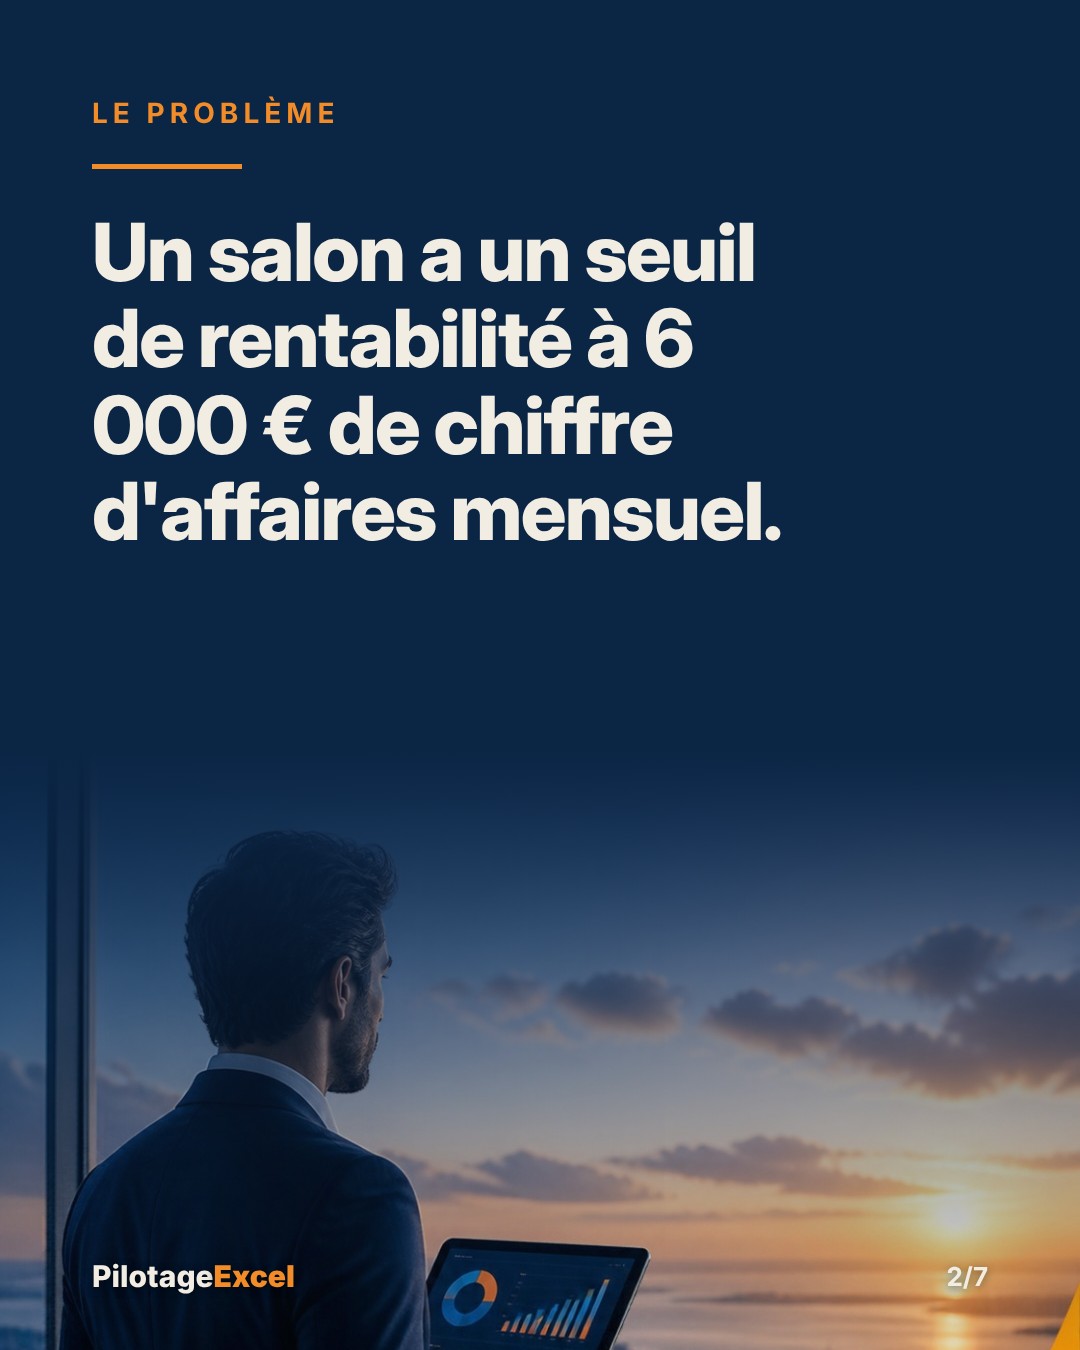 LE PROBLÈME
Un salon a un seuil
de rentabilité à 6
000 € de chiffre
d'affaires mensuel.
PilotageExcel
2/7